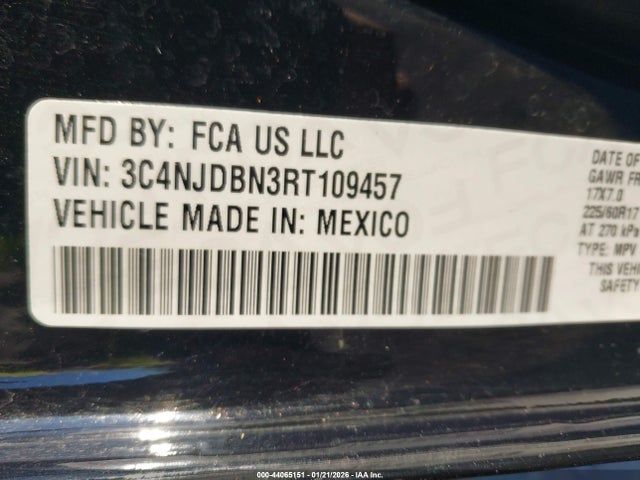 MFD BY: FCA US LLC
VIN: 3C4NJDBN3RT109457
VEHICLE MADE IN: MEXICO
DATE OF
GAWR FR
17X7.0
225/60R17
AT 270 kPa
TYPE: MPV
THIS VEHI
SAFETY
000-44065151 - 01/21/2026 - IAA Inc.